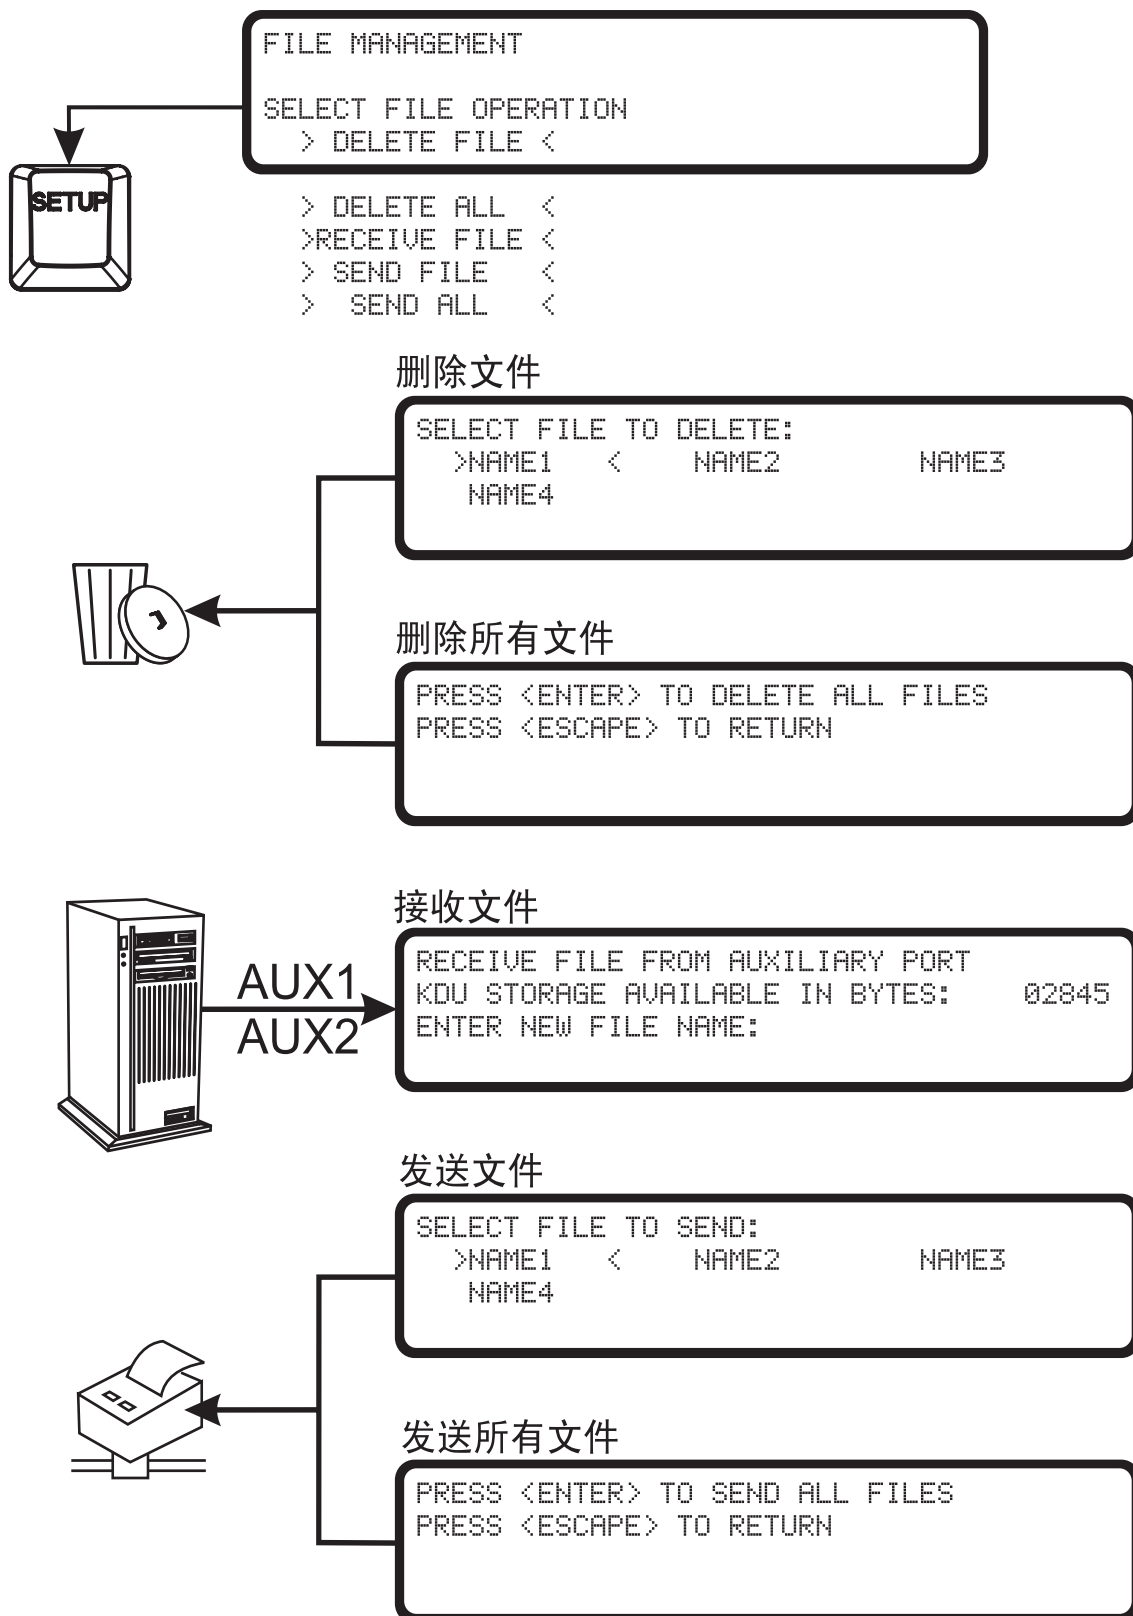 FILE MANAGEMENT
SELECT FILE OPERATION
> DELETE FILE <
SETUP
> DELETE ALL <
>RECEIVE FILE <
> SEND FILE <
> SEND ALL <
删除文件
SELECT FILE TO DELETE:
>NAME1 < NAME2 NAME3
NAME4
删除所有文件
PRESS <ENTER> TO DELETE ALL FILES
PRESS <ESCAPE> TO RETURN
接收文件
RECEIVE FILE FROM AUXILIARY PORT
KDU STORAGE AVAILABLE IN BYTES: 02845
ENTER NEW FILE NAME:
AUX1
AUX2
发送文件
SELECT FILE TO SEND:
>NAME1 < NAME2 NAME3
NAME4
发送所有文件
PRESS <ENTER> TO SEND ALL FILES
PRESS <ESCAPE> TO RETURN